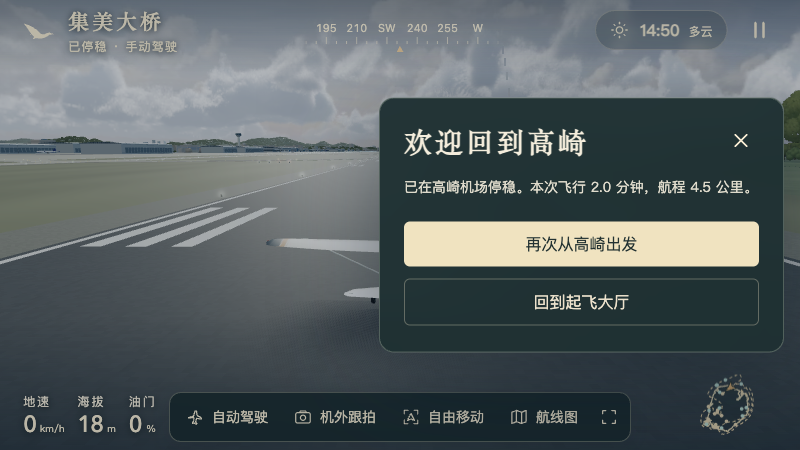 集美大桥
已停稳 · 手动驾驶
195 210 SW 240 255 W
14:50 多云
欢迎回到高崎
已在高崎机场停稳。本次飞行 2.0 分钟，航程 4.5 公里。
再次从高崎出发
回到起飞大厅
地速 海拔 油门
0 km/h 18 m 0 %
自动驾驶 机外跟拍 自由移动 航线图